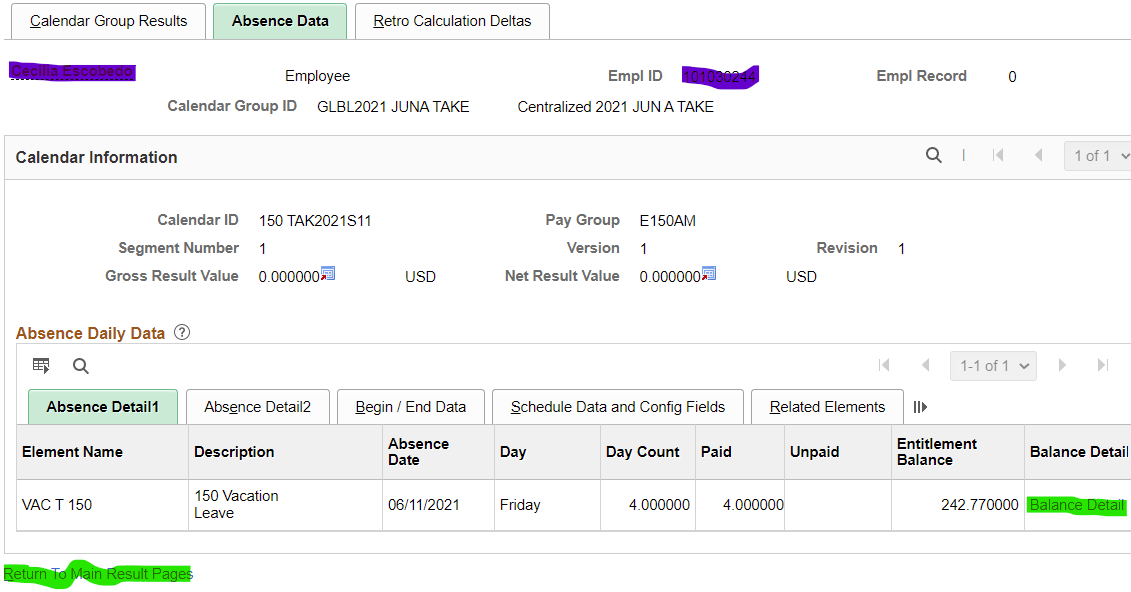 Calendar Group Results Absence Data Retro Calculation Deltas
Employee Empl ID Empl Record 0
Calendar Group ID GLBL2021 JUNA TAKE Centralized 2021 JUN A TAKE
Calendar Information 1 of 1
Calendar ID 150 TAK2021S11 Pay Group E150AM
Segment Number 1 Version 1 Revision 1
Gross Result Value 0.000000 USD Net Result Value 0.000000 USD
Absence Daily Data ?
1-1 of 1
Absence Detail1 Absence Detail2 Begin / End Data Schedule Data and Config Fields Related Elements
Element Name Description Absence Date Day Day Count Paid Unpaid Entitlement Balance Balance Detail
VAC T 150 150 Vacation Leave 06/11/2021 Friday 4.000000 4.000000 242.770000 Balance Detail
Return To Main Result Pages